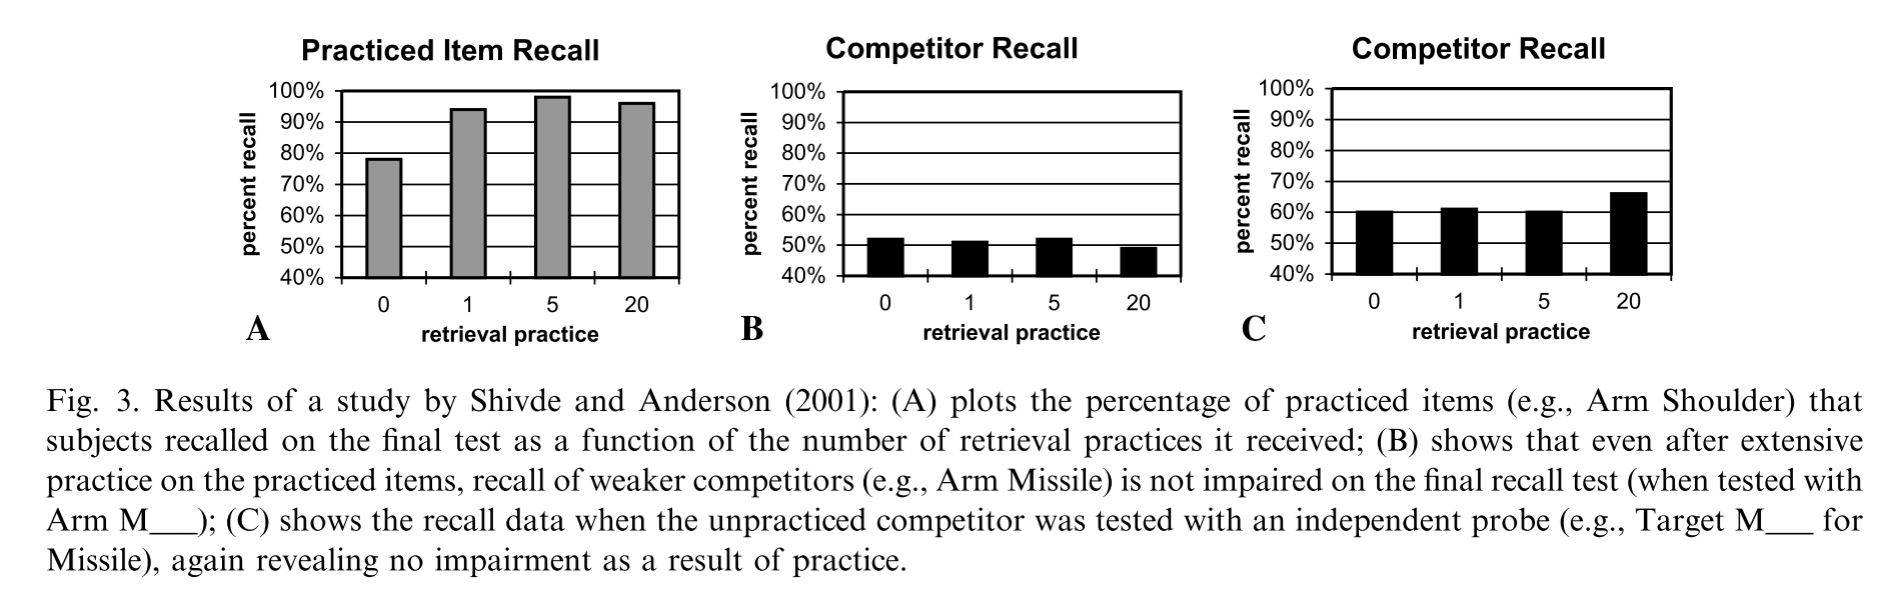 Practiced Item Recall
100%
90%
80%
70%
60%
50%
40%
percent recall
0 1 5 20
retrieval practice
A
Competitor Recall
100%
90%
80%
70%
60%
50%
40%
percent recall
0 1 5 20
retrieval practice
B
Competitor Recall
100%
90%
80%
70%
60%
50%
40%
percent recall
0 1 5 20
retrieval practice
C
Fig. 3. Results of a study by Shivde and Anderson (2001): (A) plots the percentage of practiced items (e.g., Arm Shoulder) that
subjects recalled on the final test as a function of the number of retrieval practices it received; (B) shows that even after extensive
practice on the practiced items, recall of weaker competitors (e.g., Arm Missile) is not impaired on the final recall test (when tested with
Arm M___); (C) shows the recall data when the unpracticed competitor was tested with an independent probe (e.g., Target M___ for
Missile), again revealing no impairment as a result of practice.